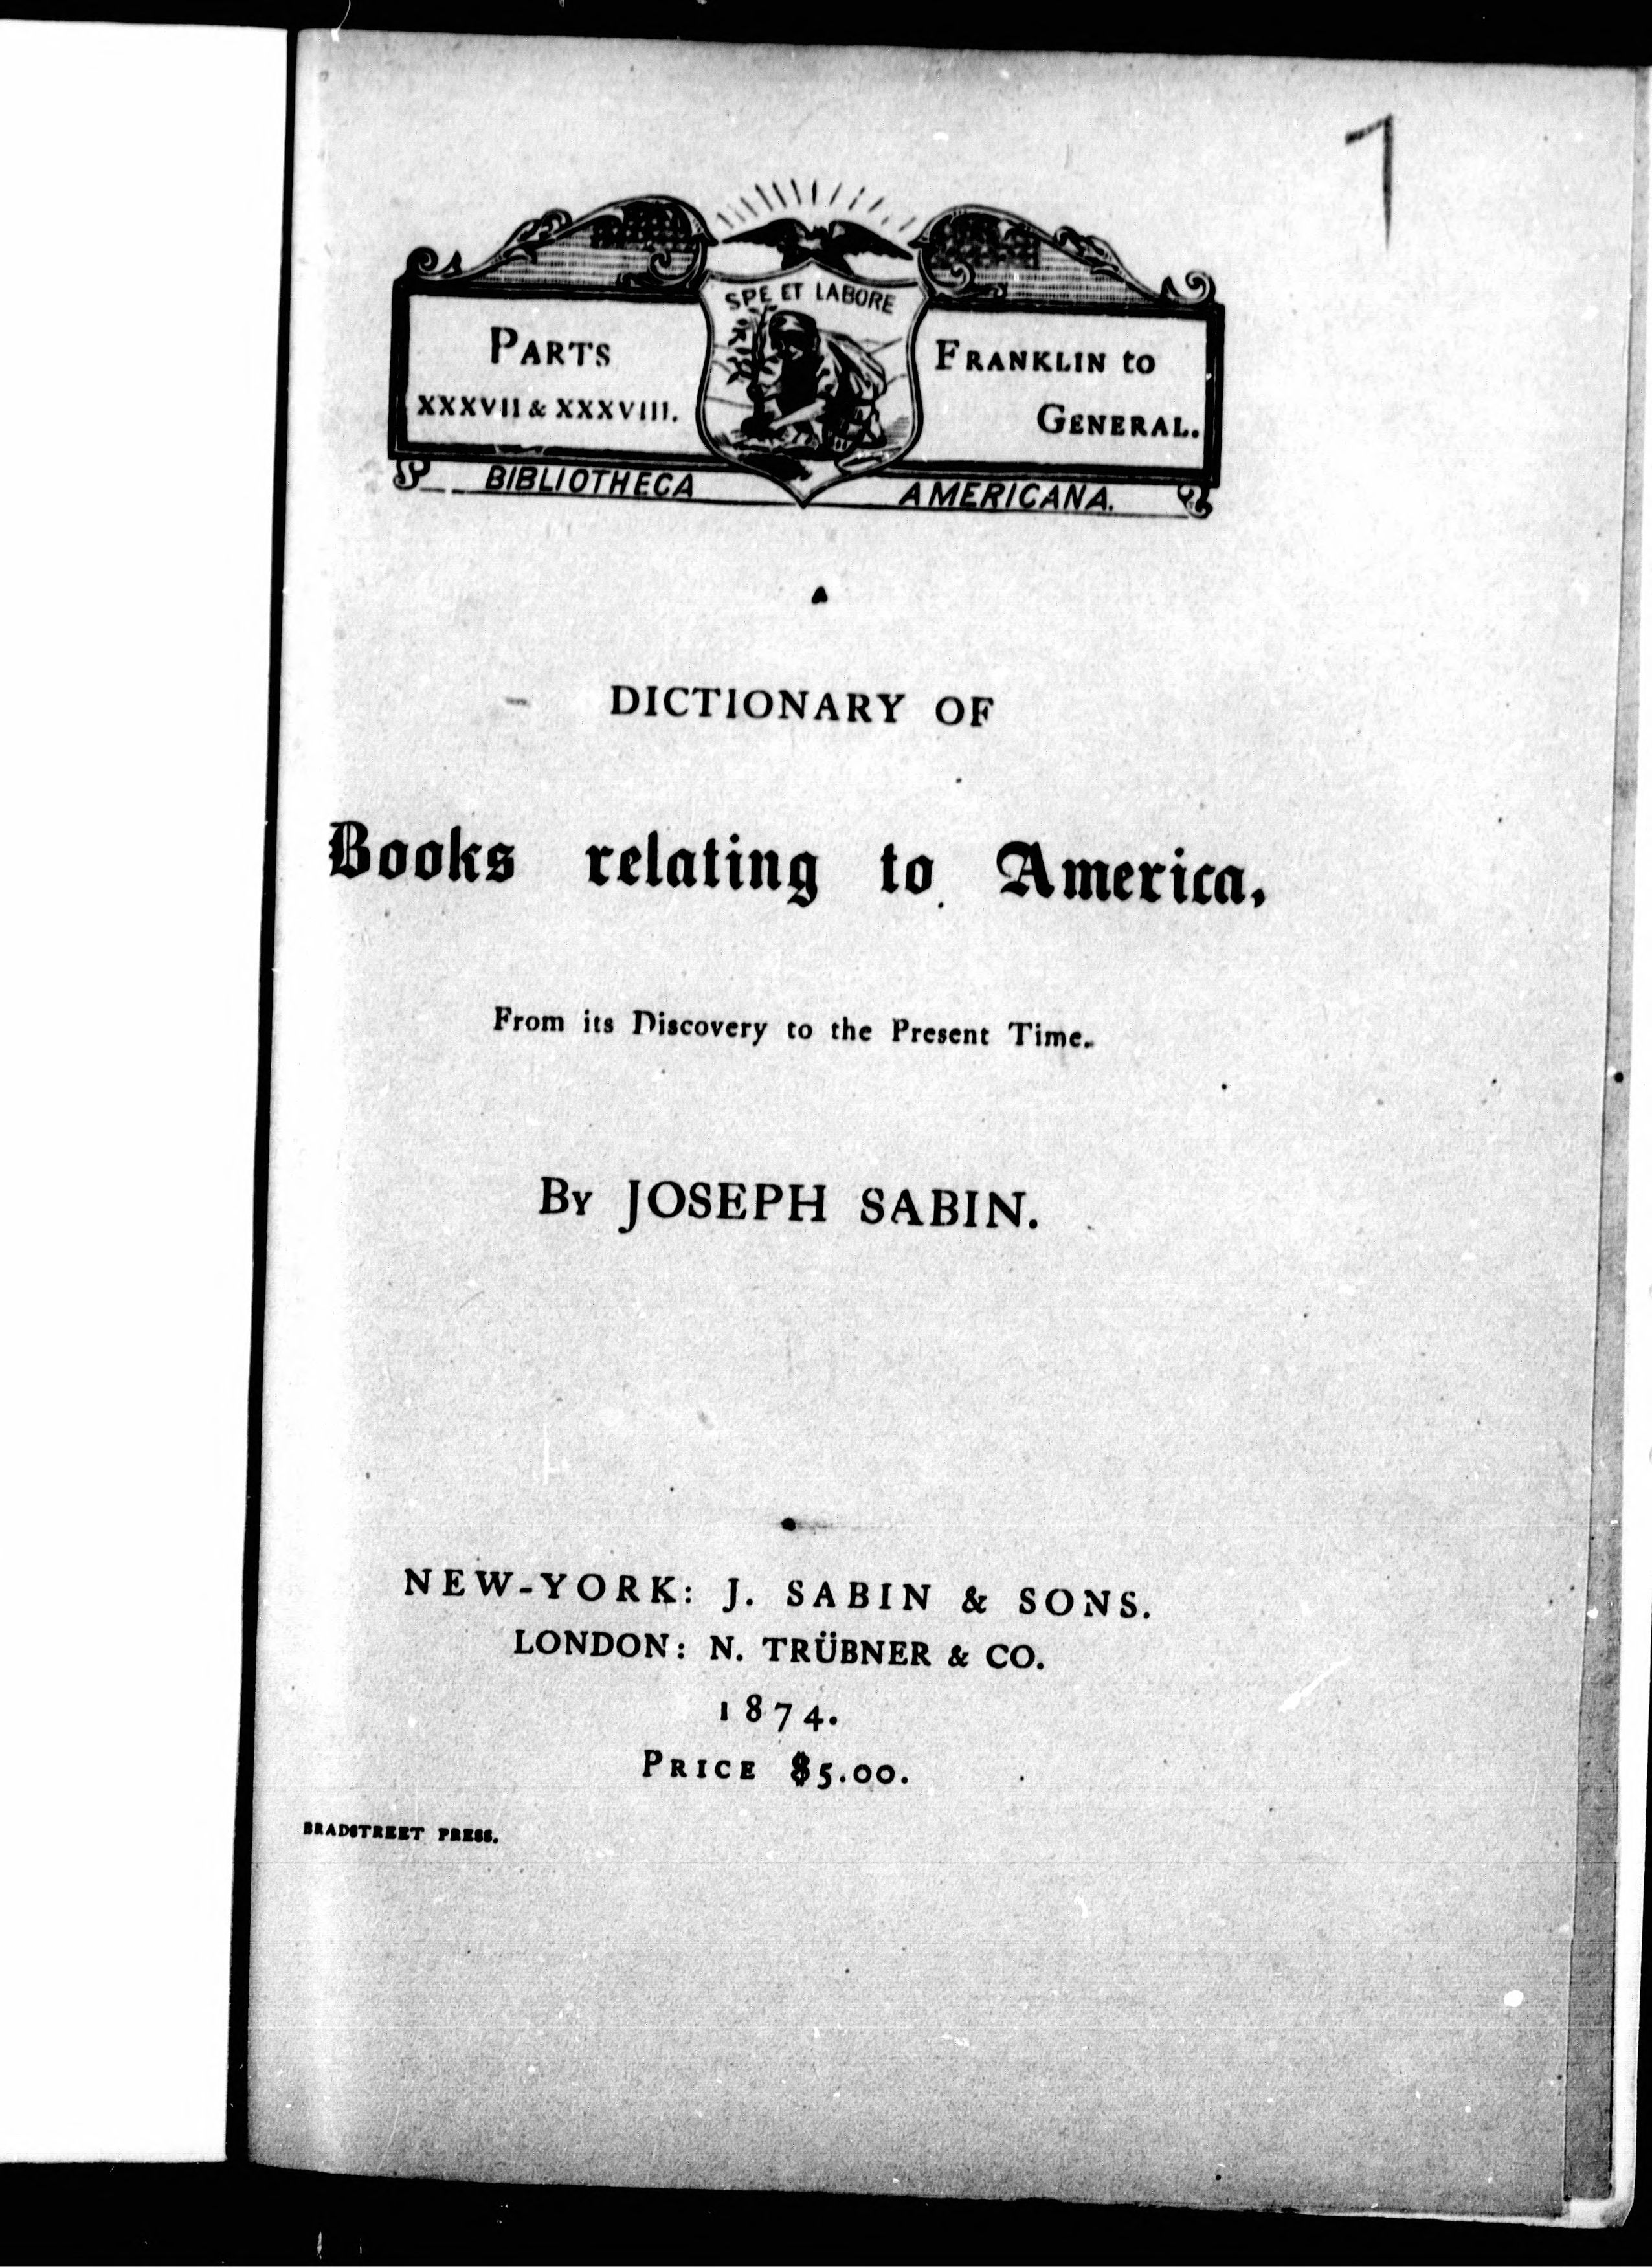 7
SPE ET LABORE
PARTS
XXXVII & XXXVIII.
FRANKLIN to
GENERAL.
BIBLIOTHECA AMERICANA.
A
DICTIONARY OF
Books relating to America,
From its Discovery to the Present Time.
By JOSEPH SABIN.
NEW-YORK: J. SABIN & SONS.
LONDON: N. TRÜBNER & CO.
1874.
PRICE $5.00.
BRADSTREET PRESS.